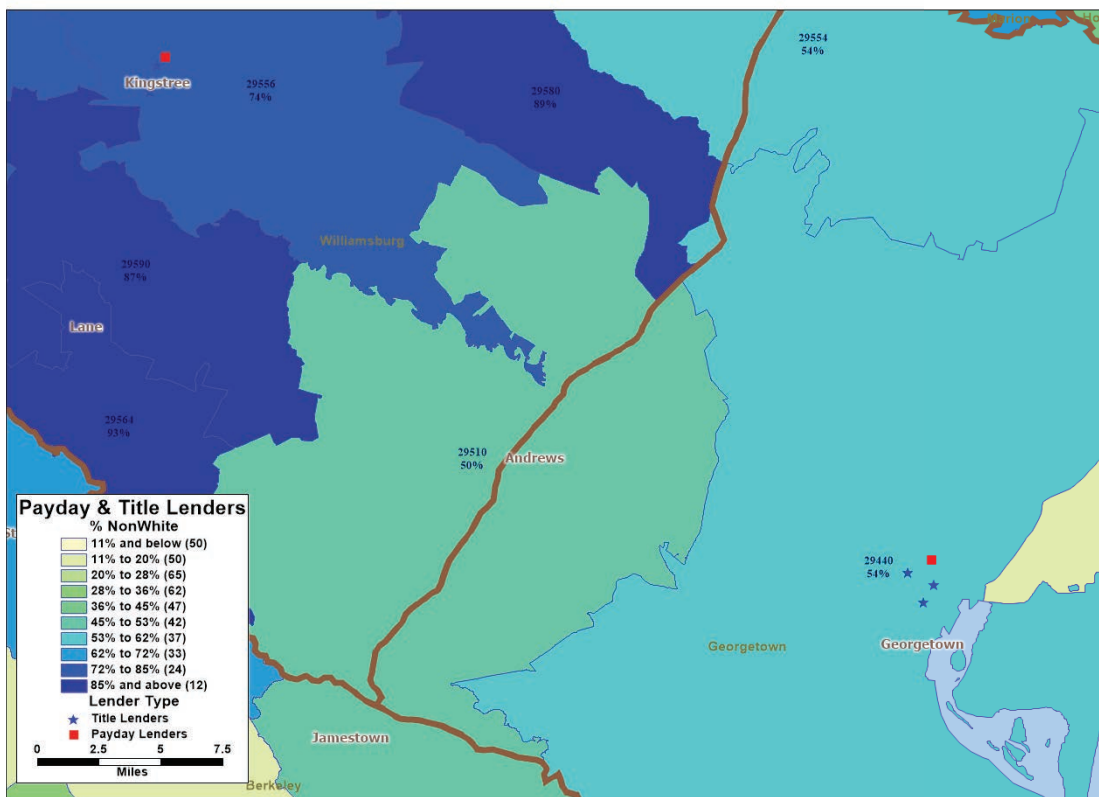 Marion
Ho
29554
54%
Kingstree
29556
74%
29580
89%
Williamsburg
29590
87%
Lane
29564
93%
29510
50%
Andrews
29440
54%
Georgetown
Georgetown
St
Jamestown
Berkeley
Payday & Title Lenders
% NonWhite
11% and below (50)
11% to 20% (50)
20% to 28% (65)
28% to 36% (62)
36% to 45% (47)
45% to 53% (42)
53% to 62% (37)
62% to 72% (33)
72% to 85% (24)
85% and above (12)
Lender Type
Title Lenders
Payday Lenders
0 2.5 5 7.5
Miles